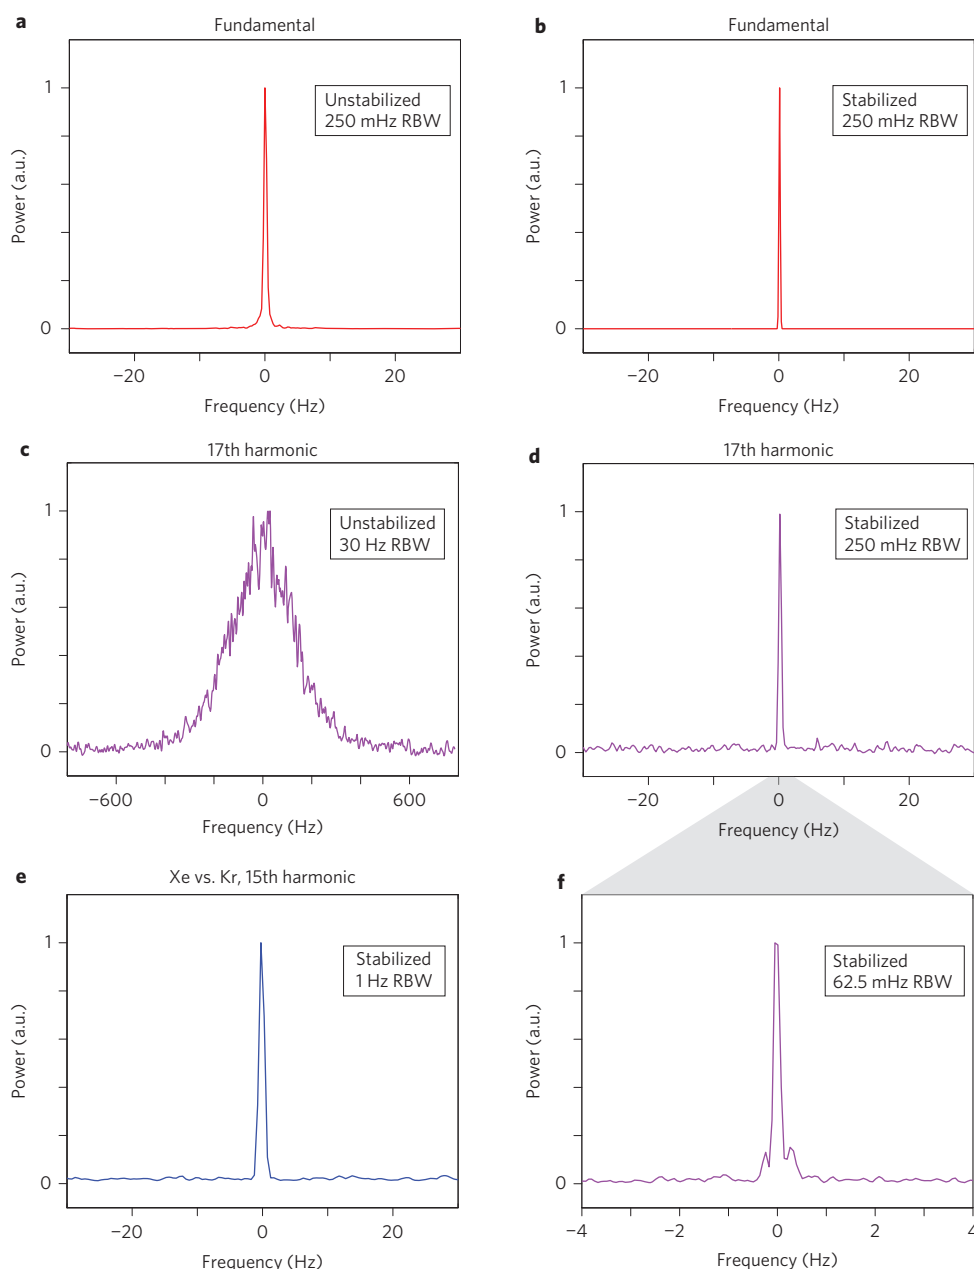 a
Fundamental
Unstabilized
250 mHz RBW
1
0
Power (a.u.)
−20
0
20
Frequency (Hz)
b
Fundamental
Stabilized
250 mHz RBW
1
0
Power (a.u.)
−20
0
20
Frequency (Hz)
c
17th harmonic
Unstabilized
30 Hz RBW
1
0
Power (a.u.)
−600
0
600
Frequency (Hz)
d
17th harmonic
Stabilized
250 mHz RBW
1
0
Power (a.u.)
−20
0
20
Frequency (Hz)
e
Xe vs. Kr, 15th harmonic
Stabilized
1 Hz RBW
1
0
Power (a.u.)
−20
0
20
Frequency (Hz)
f
Stabilized
62.5 mHz RBW
1
0
Power (a.u.)
−4
−2
0
2
4
Frequency (Hz)